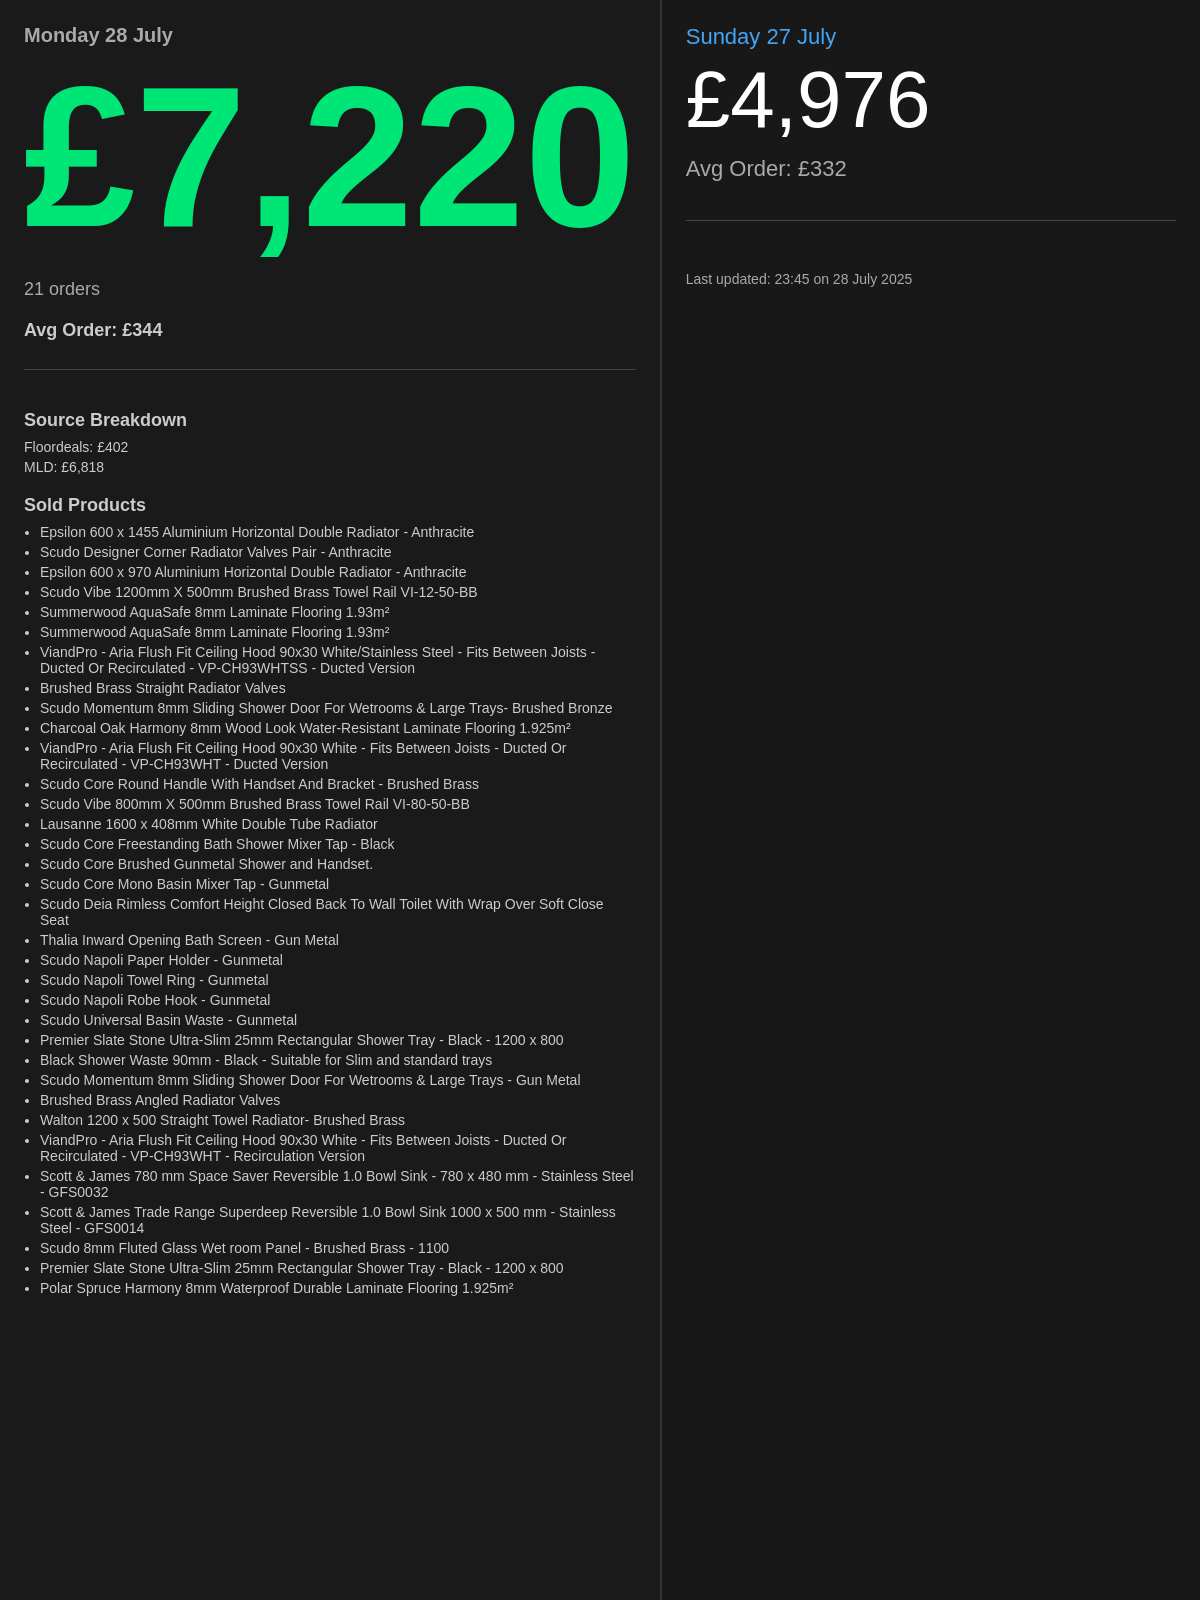 Monday 28 July
£7,220
21 orders
Avg Order: £344
Source Breakdown
Floordeals: £402
MLD: £6,818
Sold Products
• Epsilon 600 x 1455 Aluminium Horizontal Double Radiator - Anthracite
• Scudo Designer Corner Radiator Valves Pair - Anthracite
• Epsilon 600 x 970 Aluminium Horizontal Double Radiator - Anthracite
• Scudo Vibe 1200mm X 500mm Brushed Brass Towel Rail VI-12-50-BB
• Summerwood AquaSafe 8mm Laminate Flooring 1.93m²
• Summerwood AquaSafe 8mm Laminate Flooring 1.93m²
• ViandPro - Aria Flush Fit Ceiling Hood 90x30 White/Stainless Steel - Fits Between Joists -
Ducted Or Recirculated - VP-CH93WHTSS - Ducted Version
• Brushed Brass Straight Radiator Valves
• Scudo Momentum 8mm Sliding Shower Door For Wetrooms & Large Trays- Brushed Bronze
• Charcoal Oak Harmony 8mm Wood Look Water-Resistant Laminate Flooring 1.925m²
• ViandPro - Aria Flush Fit Ceiling Hood 90x30 White - Fits Between Joists - Ducted Or
Recirculated - VP-CH93WHT - Ducted Version
• Scudo Core Round Handle With Handset And Bracket - Brushed Brass
• Scudo Vibe 800mm X 500mm Brushed Brass Towel Rail VI-80-50-BB
• Lausanne 1600 x 408mm White Double Tube Radiator
• Scudo Core Freestanding Bath Shower Mixer Tap - Black
• Scudo Core Brushed Gunmetal Shower and Handset.
• Scudo Core Mono Basin Mixer Tap - Gunmetal
• Scudo Deia Rimless Comfort Height Closed Back To Wall Toilet With Wrap Over Soft Close
Seat
• Thalia Inward Opening Bath Screen - Gun Metal
• Scudo Napoli Paper Holder - Gunmetal
• Scudo Napoli Towel Ring - Gunmetal
• Scudo Napoli Robe Hook - Gunmetal
• Scudo Universal Basin Waste - Gunmetal
• Premier Slate Stone Ultra-Slim 25mm Rectangular Shower Tray - Black - 1200 x 800
• Black Shower Waste 90mm - Black - Suitable for Slim and standard trays
• Scudo Momentum 8mm Sliding Shower Door For Wetrooms & Large Trays - Gun Metal
• Brushed Brass Angled Radiator Valves
• Walton 1200 x 500 Straight Towel Radiator- Brushed Brass
• ViandPro - Aria Flush Fit Ceiling Hood 90x30 White - Fits Between Joists - Ducted Or
Recirculated - VP-CH93WHT - Recirculation Version
• Scott & James 780 mm Space Saver Reversible 1.0 Bowl Sink - 780 x 480 mm - Stainless Steel
- GFS0032
• Scott & James Trade Range Superdeep Reversible 1.0 Bowl Sink 1000 x 500 mm - Stainless
Steel - GFS0014
• Scudo 8mm Fluted Glass Wet room Panel - Brushed Brass - 1100
• Premier Slate Stone Ultra-Slim 25mm Rectangular Shower Tray - Black - 1200 x 800
• Polar Spruce Harmony 8mm Waterproof Durable Laminate Flooring 1.925m²
Sunday 27 July
£4,976
Avg Order: £332
Last updated: 23:45 on 28 July 2025